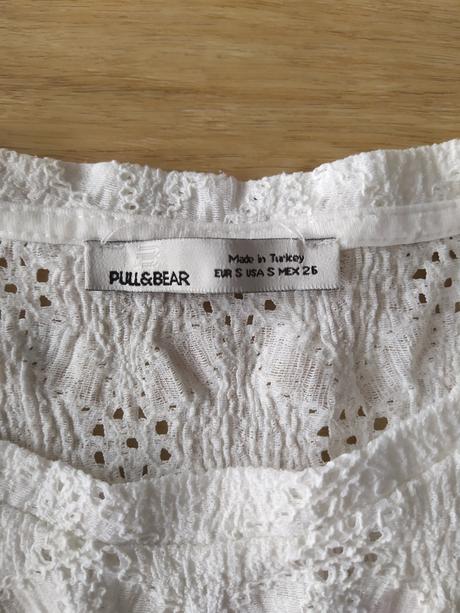 PULL&BEAR
Made in Turkey
EUR S USA S MEX 26